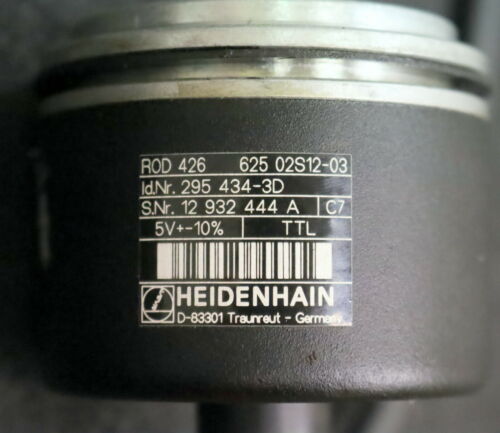 ROD 426 625 02S12-03
Id.Nr. 295 434-3D
S.Nr. 12 932 444 A C7
5V+-10% TTL
HEIDENHAIN
D-83301 Traunreut - Germany